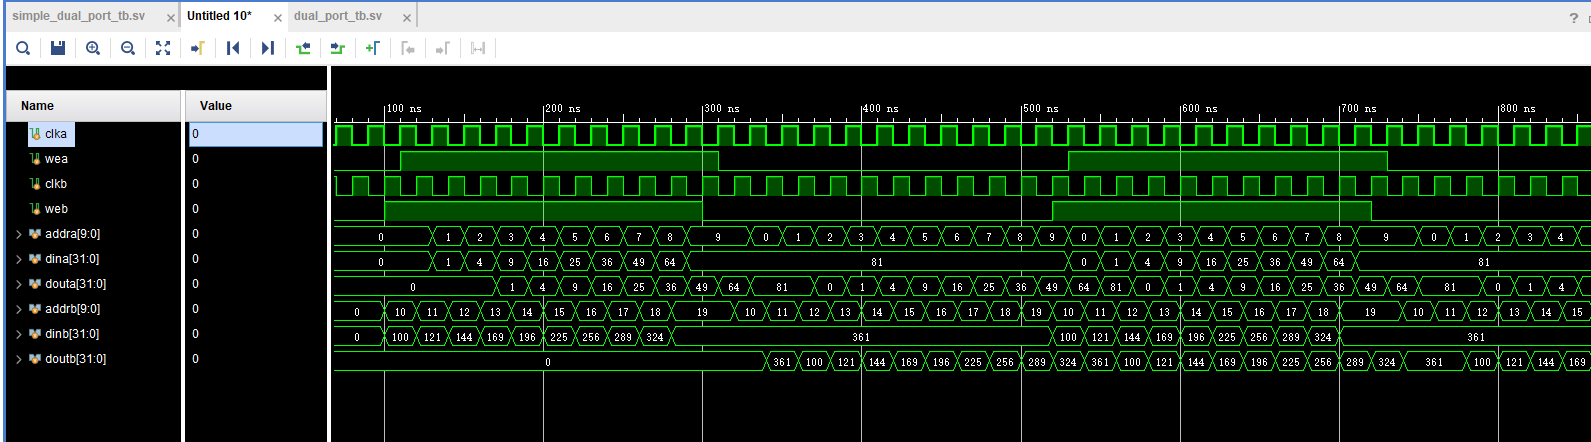 simple_dual_port_tb.sv × Untitled 10* × dual_port_tb.sv ×
?
Name Value
100 ns 200 ns 300 ns 400 ns 500 ns 600 ns 700 ns 800 ns
clka 0
wea 0
clkb 0
web 0
addra[9:0] 0 0 1 2 3 4 5 6 7 8 9 0 1 2 3 4 5 6 7 8 9 0 1 2 3 4 5 6 7 8 9 0 1 2 3 4
dina[31:0] 0 0 1 4 9 16 25 36 49 64 81 0 1 4 9 16 25 36 49 64 81
douta[31:0] 0 0 1 4 9 16 25 36 49 64 81 0 1 4 9 16 25 36 49 64 81 0 1 4 9 16 25 36 49 64 81 0 1 4
addrb[9:0] 0 0 10 11 12 13 14 15 16 17 18 19 10 11 12 13 14 15 16 17 18 19 10 11 12 13 14 15 16 17 18 19 10 11 12 13 14 15
dinb[31:0] 0 0 100 121 144 169 196 225 256 289 324 361 100 121 144 169 196 225 256 289 324 361
doutb[31:0] 0 0 361 100 121 144 169 196 225 256 289 324 361 100 121 144 169 196 225 256 289 324 361 100 121 144 169